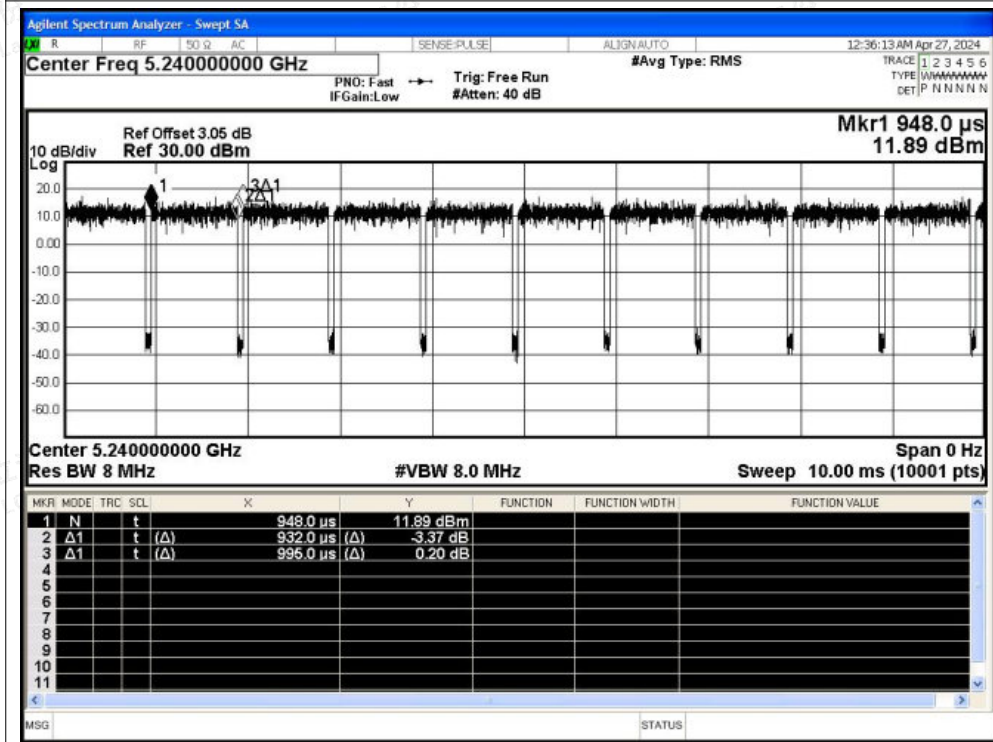 Agilent Spectrum Analyzer - Swept SA
LXI R RF 50 Ω AC SENSE:PULSE ALIGN AUTO 12:36:13 AM Apr 27, 2024
Center Freq 5.240000000 GHz #Avg Type: RMS TRACE 1 2 3 4 5 6
PNO: Fast Trig: Free Run TYPE WWWWWW
IFGain:Low #Atten: 40 dB DET P N N N N N
Mkr1 948.0 µs
Ref Offset 3.05 dB
10 dB/div Ref 30.00 dBm 11.89 dBm
Log
1 3Δ1
20.0 2Δ1
10.0
0.00
-10.0
-20.0
-30.0
-40.0
-50.0
-60.0
Center 5.240000000 GHz Span 0 Hz
Res BW 8 MHz #VBW 8.0 MHz Sweep 10.00 ms (10001 pts)
MKR MODE TRC SCL X Y FUNCTION FUNCTION WIDTH FUNCTION VALUE
1 N t 948.0 µs 11.89 dBm
2 Δ1 t (Δ) 932.0 µs (Δ) -3.37 dB
3 Δ1 t (Δ) 995.0 µs (Δ) 0.20 dB
4
5
6
7
8
9
10
11
MSG STATUS